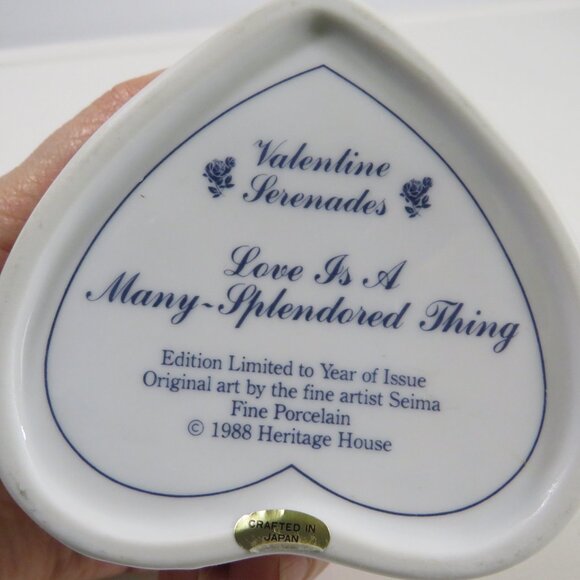 Valentine
Serenades
Love Is A
Many-Splendored Thing
Edition Limited to Year of Issue
Original art by the fine artist Seima
Fine Porcelain
© 1988 Heritage House
CRAFTED IN
JAPAN